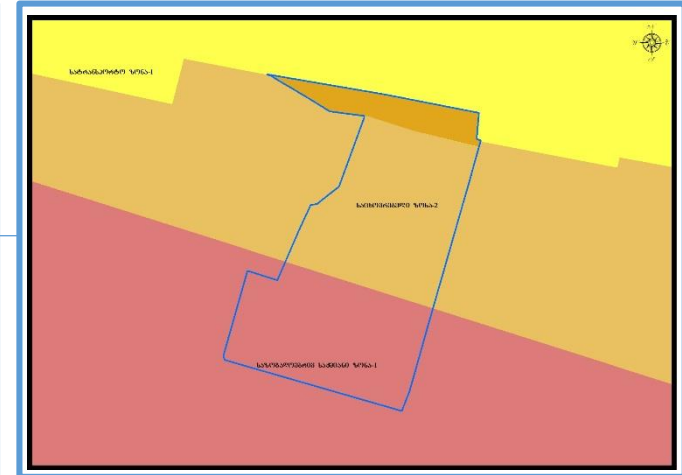 სატრანსპორტო ზონა-1
საცხოვრებელი ზონა-2
საზოგადოებრივ საქმიანი ზონა-1